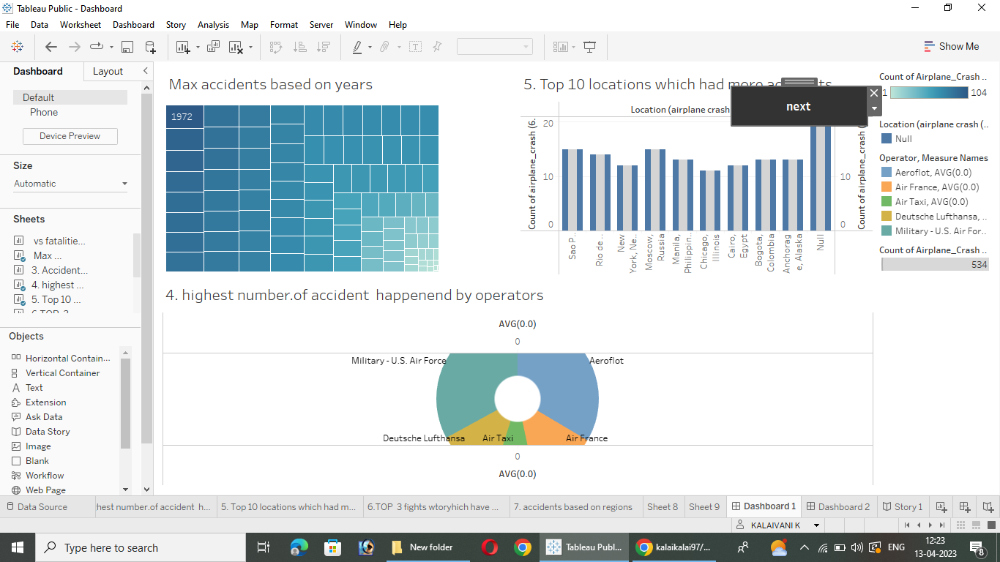 Tableau Public - Dashboard
File Data Worksheet Dashboard Story Analysis Map Format Server Window Help
Show Me
Dashboard Layout
Default
Phone
Device Preview
Size
Automatic
Sheets
vs fatalitie...
Max ...
3. Accident...
4. highest ...
5. Top 10 ...
Objects
Horizontal Contain...
Vertical Container
Text
Extension
Ask Data
Data Story
Image
Blank
Workflow
Web Page
Max accidents based on years
1972
5. Top 10 locations which had more
next
Location (airplane crash
Count of airplane_crash (6.
20
10
0
Sao P..
Rio de ..
New
York, Ne..
Moscow,
Russia
Manila,
Philippin..
Chicago,
Illinois
Cairo,
Egypt
Bogota,
Colombia
Anchorag
e, Alaska
Null
10
0
Count of airplane_crash
4. highest number.of accident happenend by operators
AVG(0.0)
0
Military - U.S. Air Force
Aeroflot
Deutsche Lufthansa
Air Taxi
Air France
0
AVG(0.0)
Count of Airplane_Crash ..
1 104
Location (airplane crash (..
Null
Operator, Measure Names
Aeroflot, AVG(0.0)
Air France, AVG(0.0)
Air Taxi, AVG(0.0)
Deutsche Lufthansa, ..
Military - U.S. Air For..
Count of Airplane_Crash ..
534
Data Source
hest number.of accident h...
5. Top 10 locations which had m...
6.TOP 3 fights wtoryhich have ...
7. accidents based on regions
Sheet 8
Sheet 9
Dashboard 1
Dashboard 2
Story 1
KALAIVANI K
Type here to search
New folder
Tableau Publ...
kalaikalai97/...
ENG
12:23
13-04-2023
8